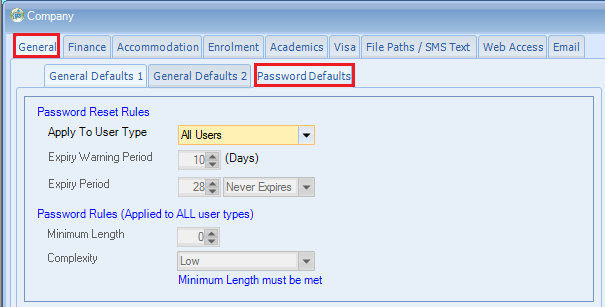 Company
General Finance Accommodation Enrolment Academics Visa File Paths / SMS Text Web Access Email
General Defaults 1 General Defaults 2 Password Defaults
Password Reset Rules
Apply To User Type All Users
Expiry Warning Period 10 (Days)
Expiry Period 28 Never Expires
Password Rules (Applied to ALL user types)
Minimum Length 0
Complexity Low
Minimum Length must be met